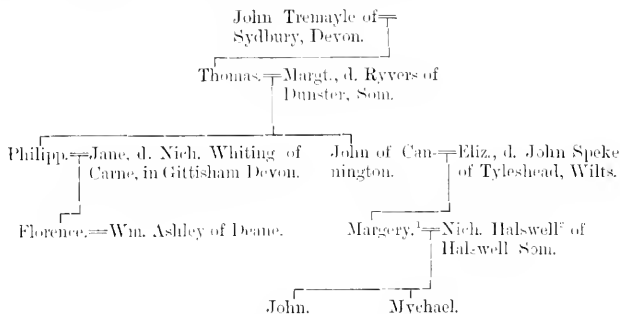 John Tremayle of
Sydbury, Devon.
Thomas. Margt., d. Ryvers of
Dunster, Som.
Philipp. Jane, d. Nich. Whiting of
Carne, in Gittisham Devon.
John of Can-
nington.
Eliz., d. John Speke
of Tyleshead, Wilts.
Florence. Wm. Ashley of Deane.
Margery.¹ Nich. Halswell² of
Halswell Som.
John. Mychael.